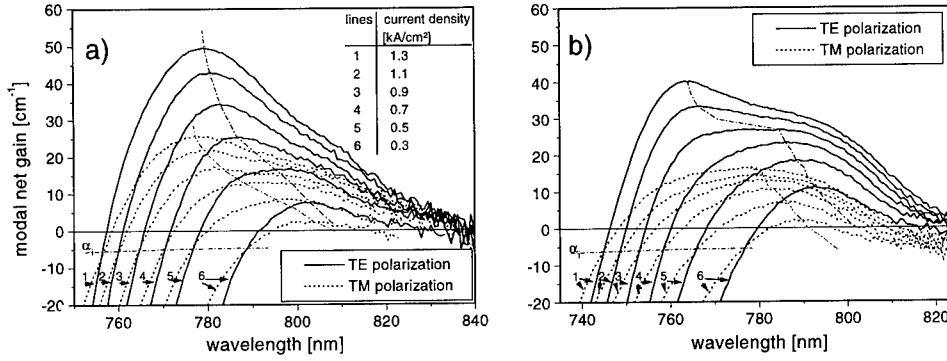 a)
lines current density [kA/cm²]
1 1.3
2 1.1
3 0.9
4 0.7
5 0.5
6 0.3
60
50
40
30
20
10
0
-10
-20
modal net gain [cm⁻¹]
αᵢ
1 2 3 4 5 6
TE polarization
TM polarization
760 780 800 820 840
wavelength [nm]
b)
TE polarization
TM polarization
60
50
40
30
20
10
0
-10
-20
αᵢ
1 2 3 4 5 6
740 760 780 800 820
wavelength [nm]